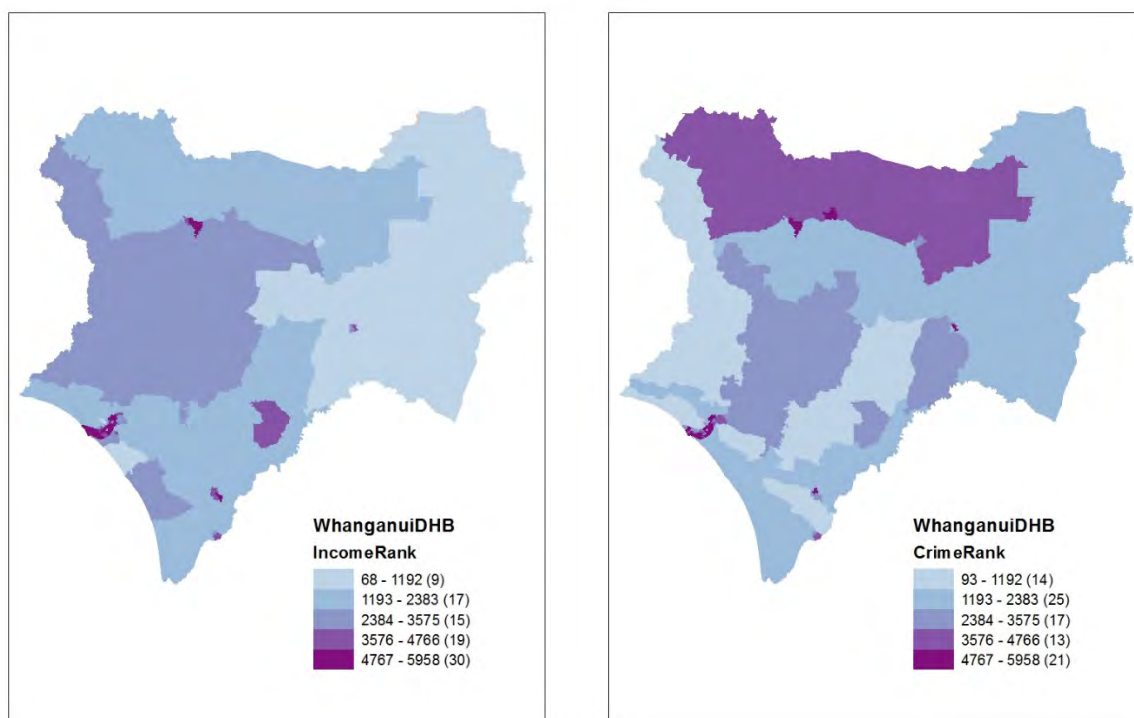 WhanganuiDHB
IncomeRank
68 - 1192 (9)
1193 - 2383 (17)
2384 - 3575 (15)
3576 - 4766 (19)
4767 - 5958 (30)
WhanganuiDHB
CrimeRank
93 - 1192 (14)
1193 - 2383 (25)
2384 - 3575 (17)
3576 - 4766 (13)
4767 - 5958 (21)